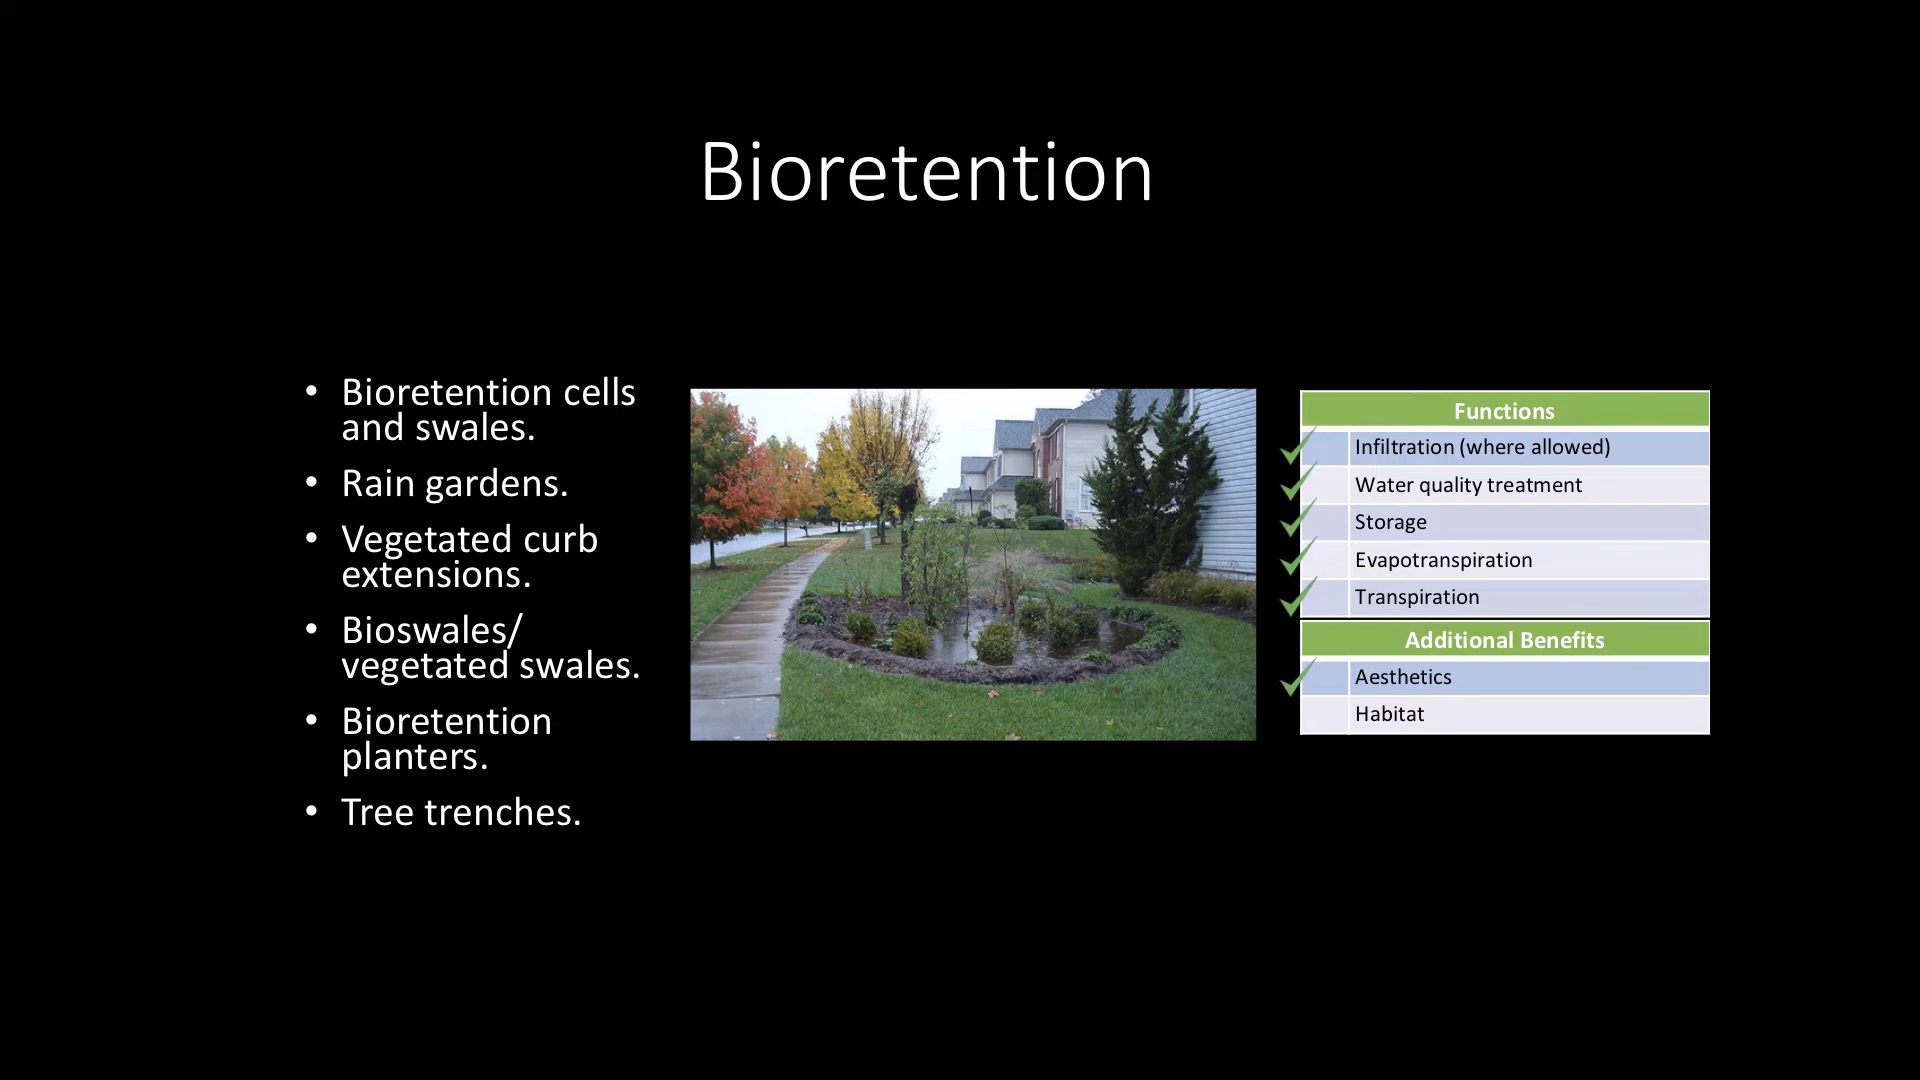 Bioretention
• Bioretention cells
and swales.
• Rain gardens.
• Vegetated curb
extensions.
• Bioswales/
vegetated swales.
• Bioretention
planters.
• Tree trenches.
Functions
Infiltration (where allowed)
Water quality treatment
Storage
Evapotranspiration
Transpiration
Additional Benefits
Aesthetics
Habitat